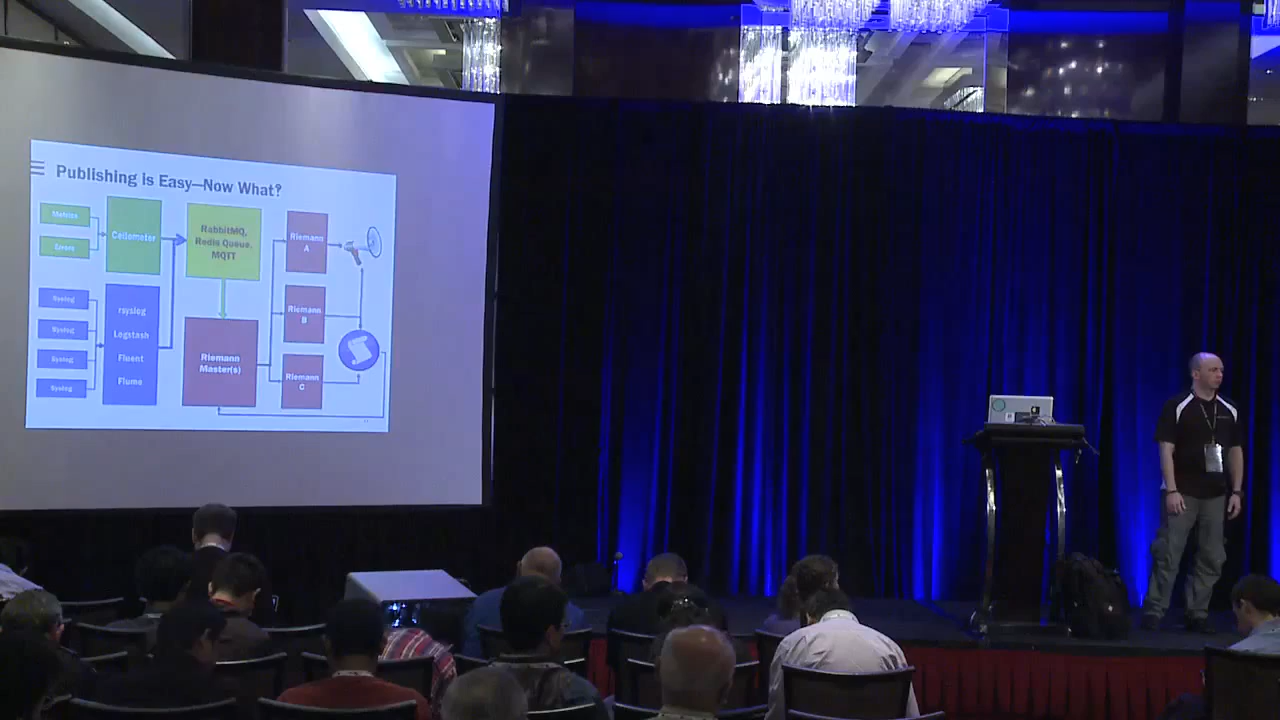 Publishing is Easy—Now What?
Metrics
Errors
Ceilometer
RabbitMQ,
Redis Queue,
MQTT
Riemann
A
Syslog
Syslog
Syslog
Syslog
rsyslog
Logstash
Fluent
Flume
Riemann
Master(s)
Riemann
B
Riemann
C